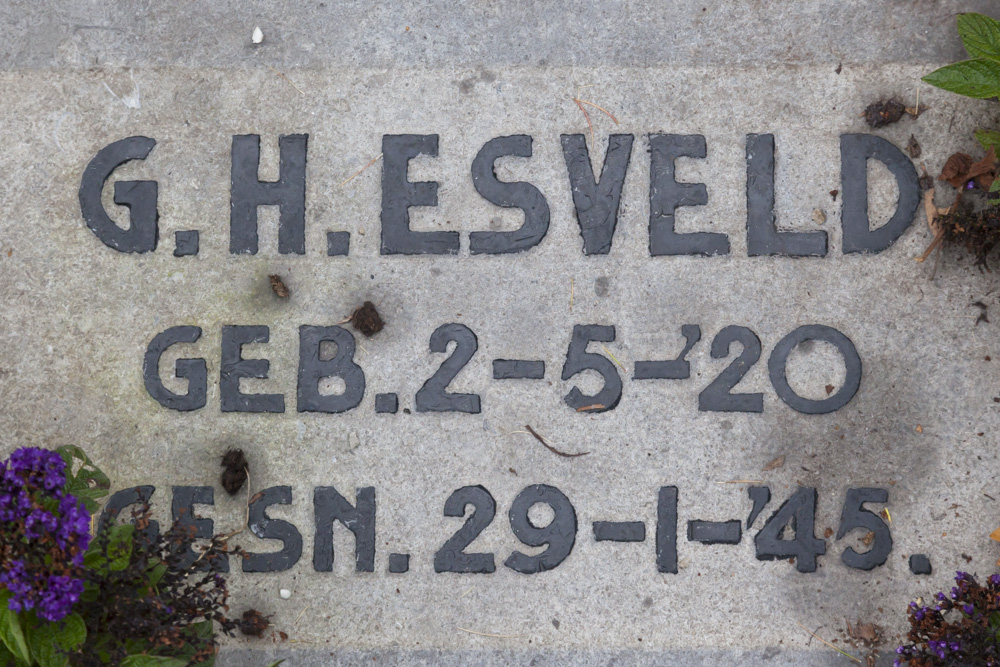 G.H. ESVELD
GEB. 2-5-'20
GESN. 29-1-'45.